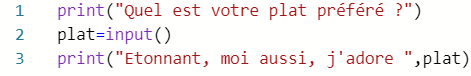 1 print("Quel est votre plat préféré ?")
2 plat=input()
3 print("Etonnant, moi aussi, j'adore ",plat)